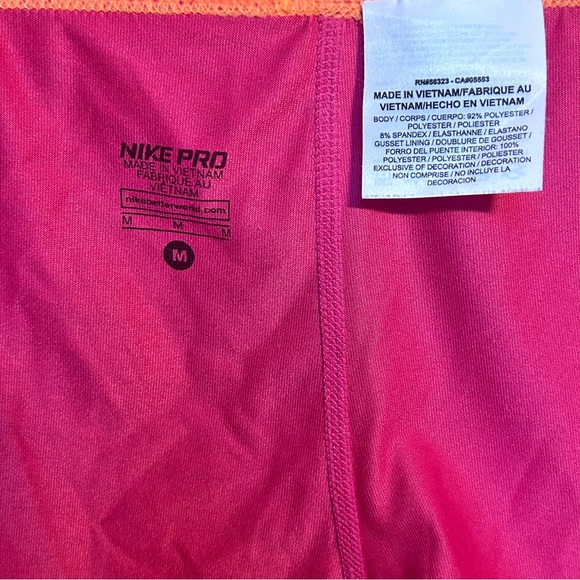 NIKE PRO
MADE IN VIETNAM
FABRIQUE AU
VIETNAM
nikebetterworld.com
M M M
M
RN#56323 - CA#05553
MADE IN VIETNAM/FABRIQUE AU
VIETNAM/HECHO EN VIETNAM
BODY / CORPS / CUERPO: 92% POLYESTER /
POLYESTER / POLIESTER
8% SPANDEX / ELASTHANNE / ELASTANO
GUSSET LINING / DOUBLURE DE GOUSSET /
FORRO DEL PUENTE INTERIOR: 100%
POLYESTER / POLYESTER / POLIESTER
EXCLUSIVE OF DECORATION / DECORATION
NON COMPRISE / NO INCLUYE LA
DECORACION